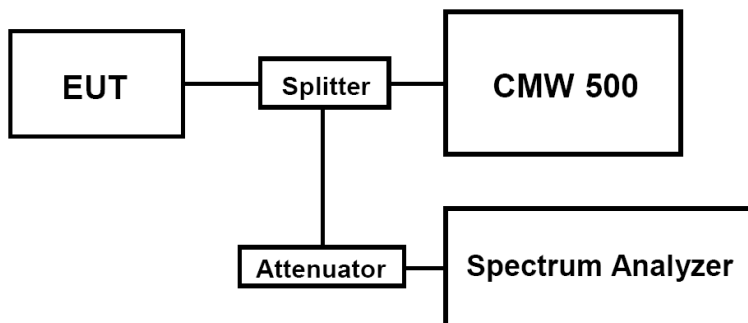 EUT
Splitter
CMW 500
Attenuator
Spectrum Analyzer